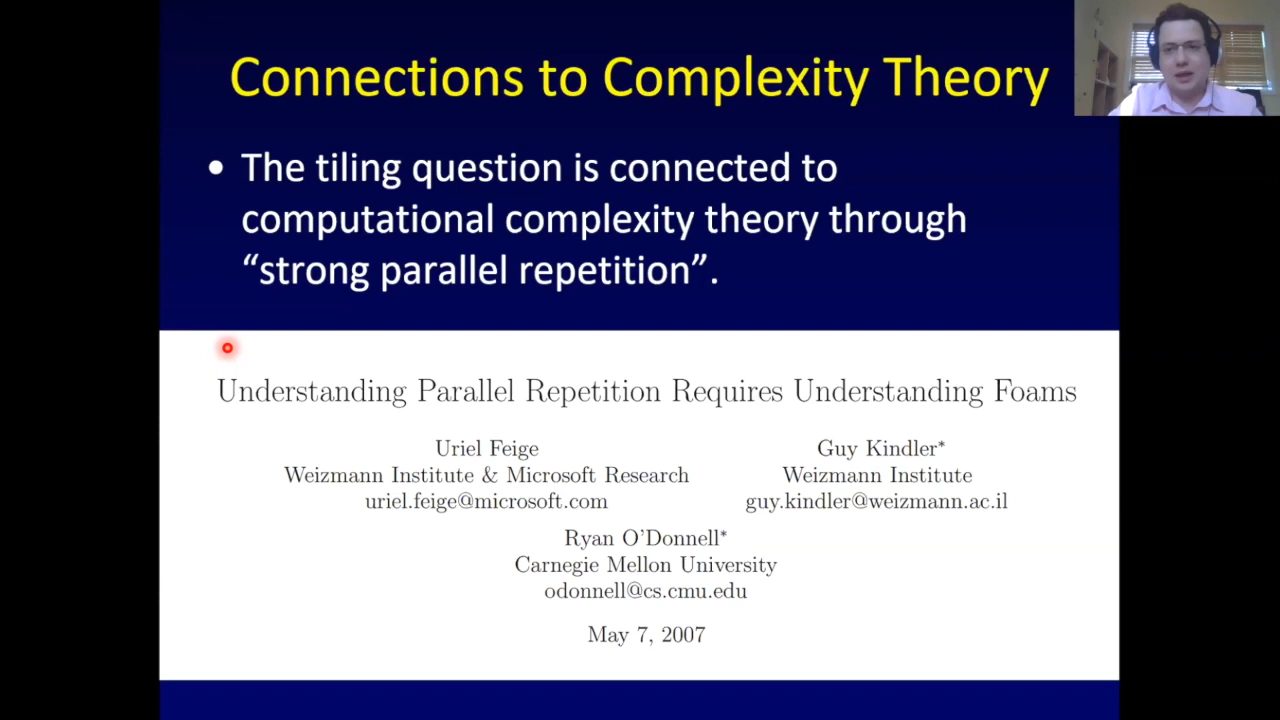 Connections to Complexity Theory
• The tiling question is connected to
computational complexity theory through
“strong parallel repetition”.
Understanding Parallel Repetition Requires Understanding Foams
Uriel Feige
Weizmann Institute & Microsoft Research
uriel.feige@microsoft.com
Guy Kindler*
Weizmann Institute
guy.kindler@weizmann.ac.il
Ryan O’Donnell*
Carnegie Mellon University
odonnell@cs.cmu.edu
May 7, 2007